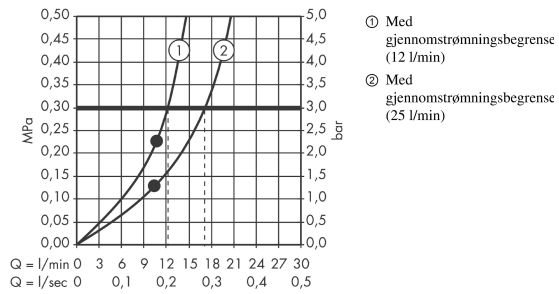 0,50
0,45
0,40
0,35
0,30
0,25
0,20
0,15
0,10
0,05
0,00
MPa
5,0
4,5
4,0
3,5
3,0
2,5
2,0
1,5
1,0
0,5
0,0
bar
1
2
Q = l/min 0 3 6 9 12 15 18 21 24 27 30
Q = l/sec 0 0,1 0,2 0,3 0,4 0,5
① Med
gjennomstrømningsbegrense
(12 l/min)
② Med
gjennomstrømningsbegrense
(25 l/min)